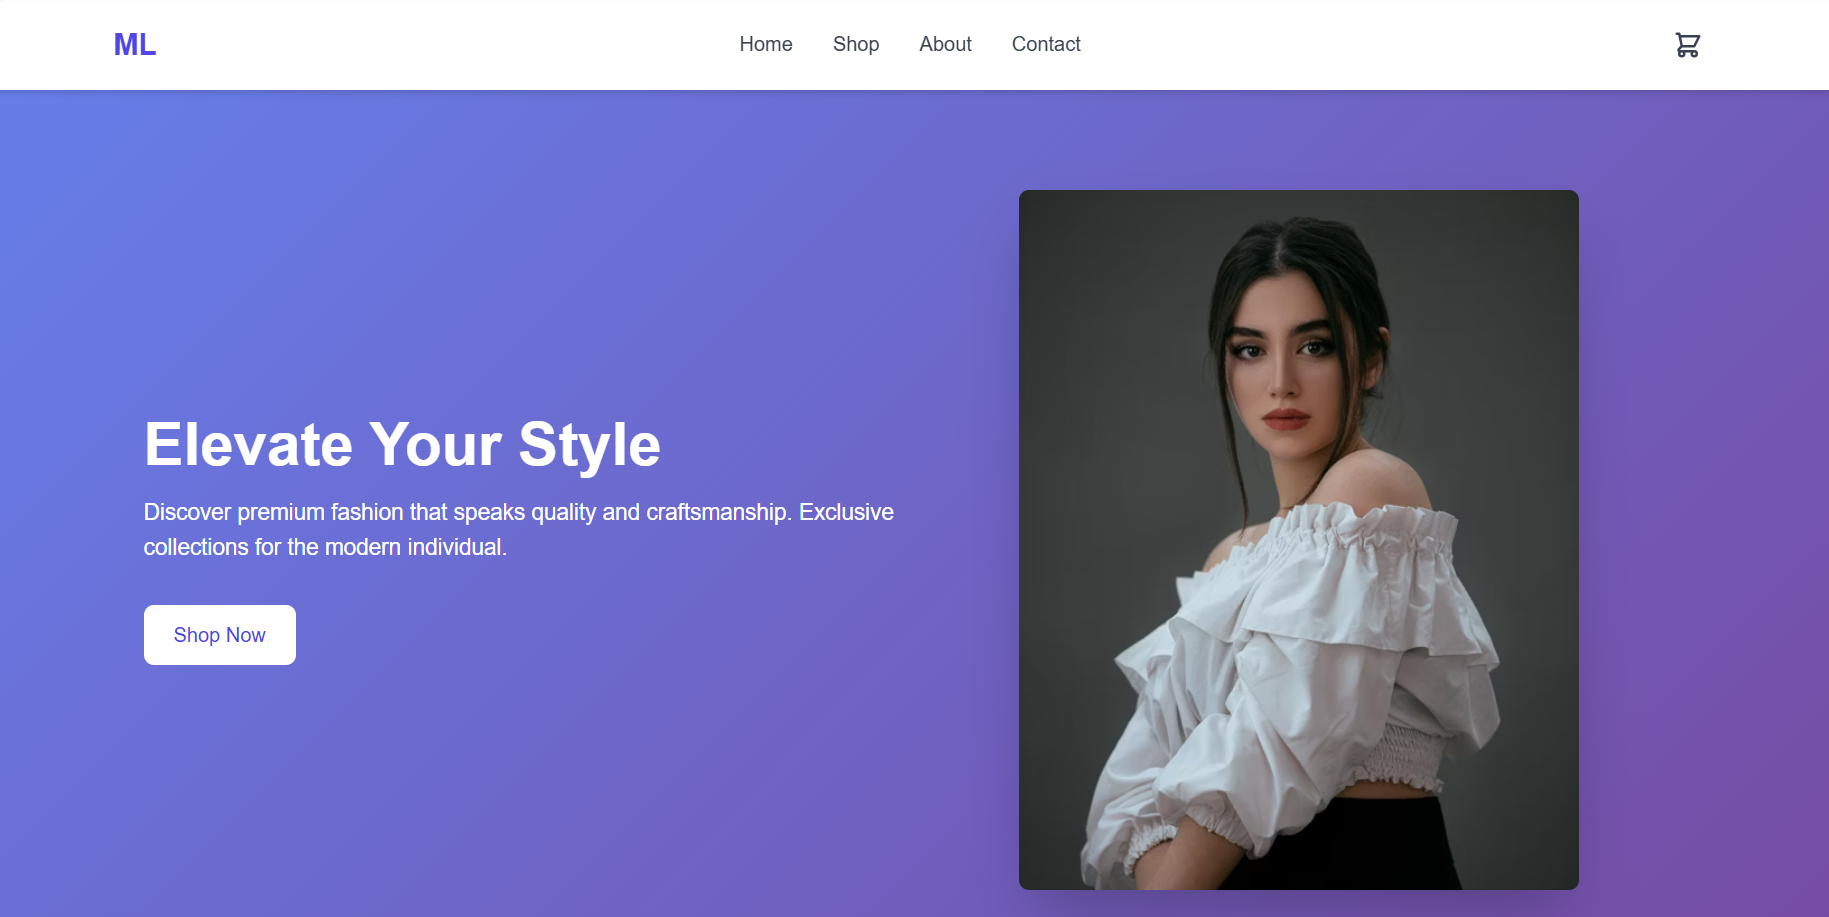 ML
Home
Shop
About
Contact
Elevate Your Style
Discover premium fashion that speaks quality and craftsmanship. Exclusive
collections for the modern individual.
Shop Now